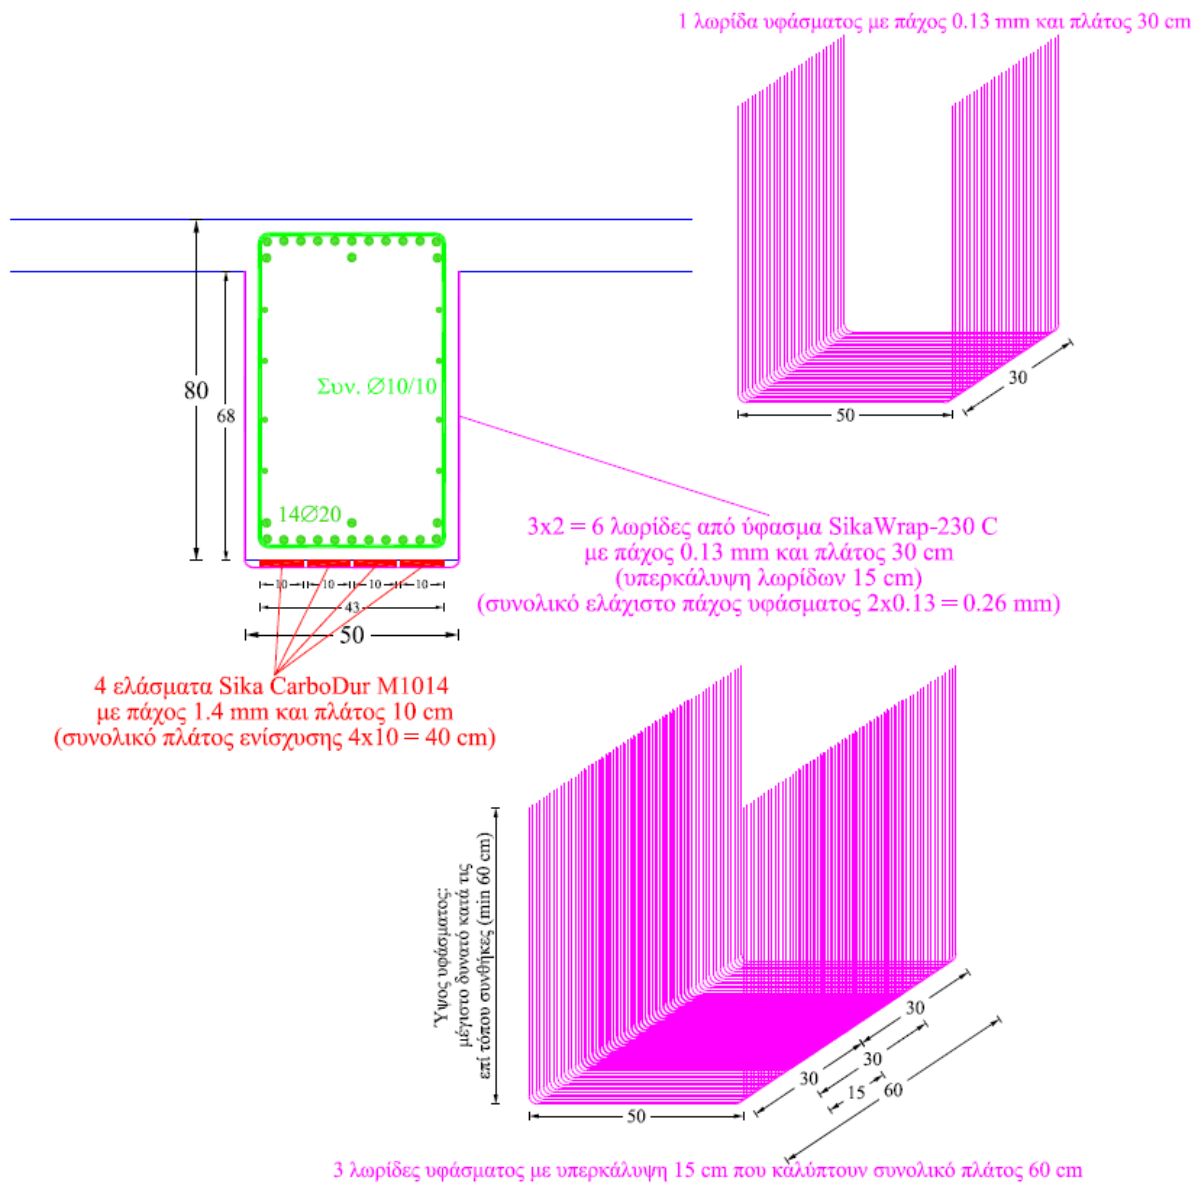 1 λωρίδα υφάσματος με πάχος 0.13 mm και πλάτος 30 cm
30
50
80
68
Συν. Ø10/10
14Ø20
10
10
10
10
43
50
3x2 = 6 λωρίδες από ύφασμα SikaWrap-230 C
με πάχος 0.13 mm και πλάτος 30 cm
(υπερκάλυψη λωρίδων 15 cm)
(συνολικό ελάχιστο πάχος υφάσματος 2x0.13 = 0.26 mm)
4 ελάσματα Sika CarboDur M1014
με πάχος 1.4 mm και πλάτος 10 cm
(συνολικό πλάτος ενίσχυσης 4x10 = 40 cm)
Ύψος υφάσματος:
μέγιστο δυνατό κατά τις
επί τόπου συνθήκες (min 60 cm)
30
30
30
15
60
50
3 λωρίδες υφάσματος με υπερκάλυψη 15 cm που καλύπτουν συνολικό πλάτος 60 cm